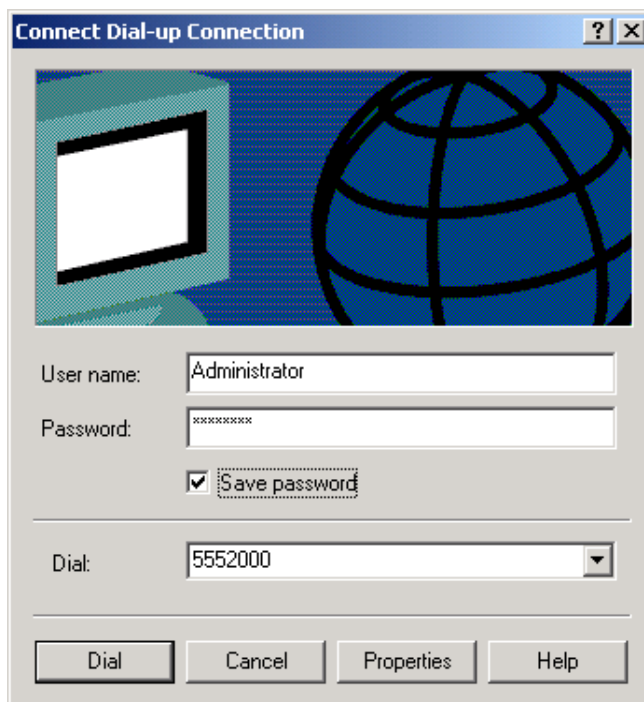 Connect Dial-up Connection
User name: Administrator
Password: ********
Save password
Dial: 5552000
Dial Cancel Properties Help